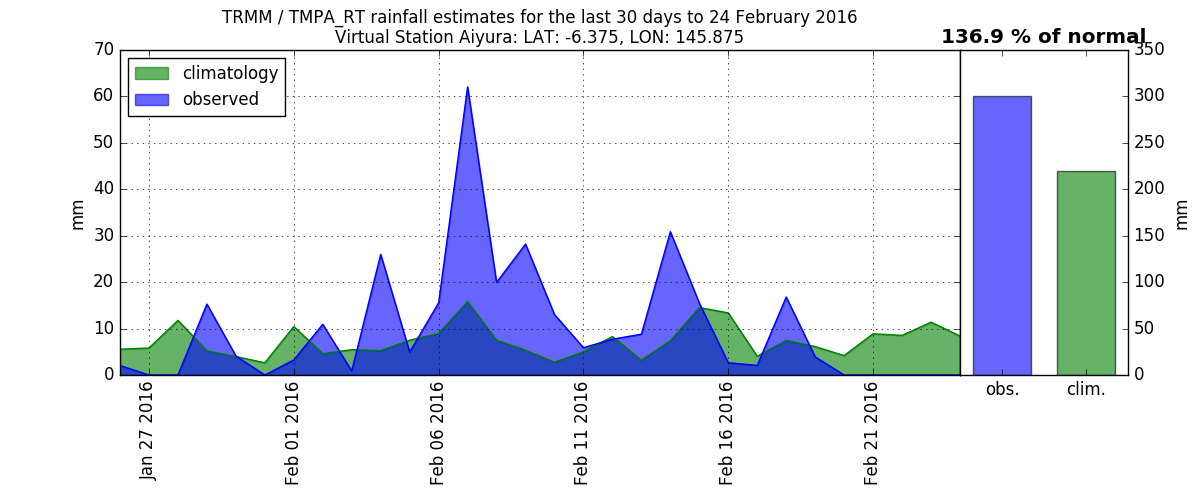 TRMM / TMPA_RT rainfall estimates for the last 30 days to 24 February 2016
Virtual Station Aiyura: LAT: -6.375, LON: 145.875
136.9 % of normal
climatology
observed
70
60
50
40
30
20
10
0
mm
Jan 27 2016
Feb 01 2016
Feb 06 2016
Feb 11 2016
Feb 16 2016
Feb 21 2016
350
300
250
200
150
100
50
0
mm
obs.
clim.